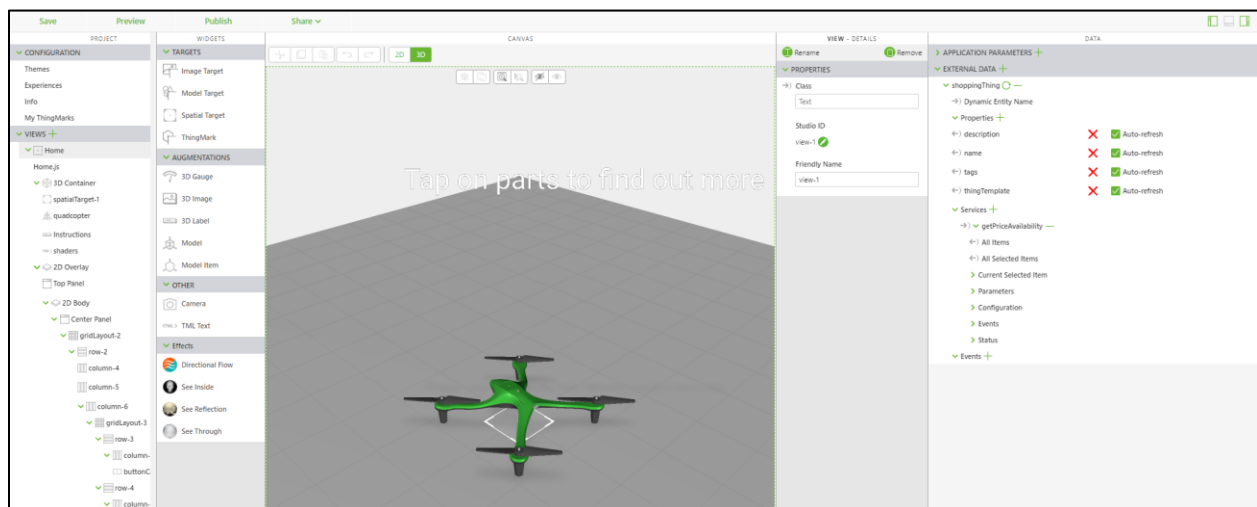 Save Preview Publish Share
PROJECT
CONFIGURATION
Themes
Experiences
Info
My ThingMarks
VIEWS
Home
Home.js
3D Container
spatialTarget-1
quadcopter
Instructions
shaders
2D Overlay
Top Panel
2D Body
Center Panel
gridLayout-2
row-2
column-4
column-5
column-6
gridLayout-3
row-3
column-
buttonC
row-4
column-
WIDGETS
TARGETS
Image Target
Model Target
Spatial Target
ThingMark
AUGMENTATIONS
3D Gauge
3D Image
3D Label
Model
Model Item
OTHER
Camera
TML Text
Effects
Directional Flow
See Inside
See Reflection
See Through
CANVAS
2D 3D
Tap on parts to find out more
VIEW - DETAILS
Rename Remove
PROPERTIES
Class
Text
Studio ID
view-1
Friendly Name
view-1
DATA
APPLICATION PARAMETERS
EXTERNAL DATA
shoppingThing
Dynamic Entity Name
Properties
description Auto-refresh
name Auto-refresh
tags Auto-refresh
thingTemplate Auto-refresh
Services
getPriceAvailability
All Items
All Selected Items
Current Selected Item
Parameters
Configuration
Events
Status
Events